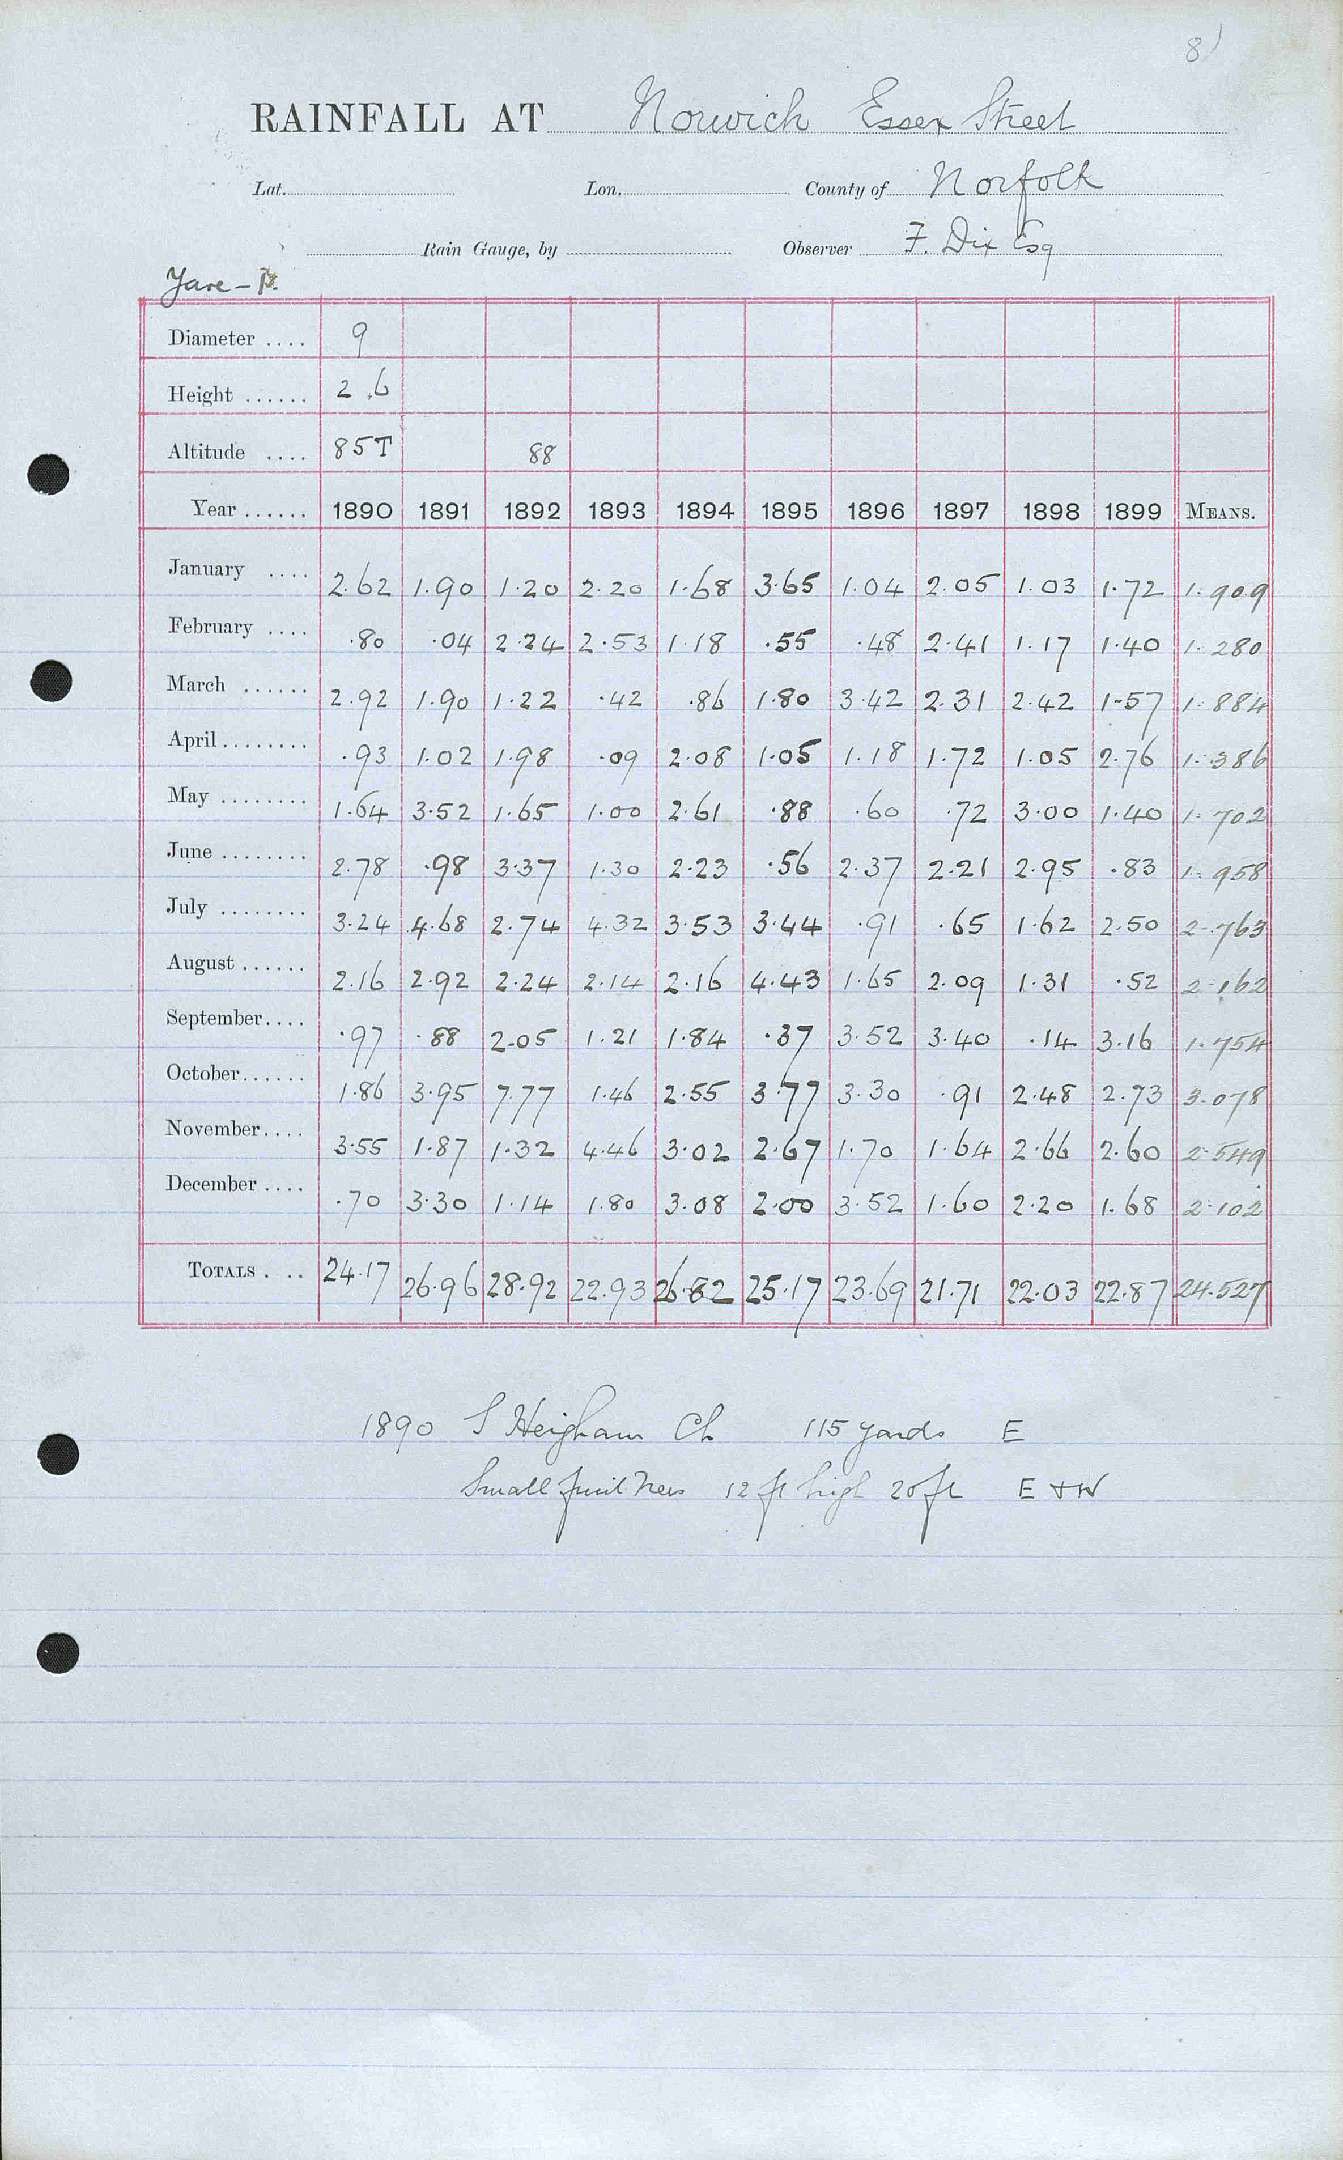 8)
RAINFALL AT Norwich Essex Street
Lat. Lon. County of Norfolk
Rain Gauge, by Observer F. Dix Esq
Yare -
Diameter .... 9
Height ...... 2.6
Altitude .... 85T 88
Year ...... 1890 1891 1892 1893 1894 1895 1896 1897 1898 1899 MEANS.
January .... 2.62 1.90 1.20 2.20 1.68 3.65 1.04 2.05 1.03 1.72 1.909
February .... .80 .04 2.24 2.53 1.18 .55 .48 2.41 1.17 1.40 1.280
March ...... 2.92 1.90 1.22 .42 .86 1.80 3.42 2.31 2.42 1.57 1.884
April ........ .93 1.02 1.98 .09 2.08 1.05 1.18 1.72 1.05 2.76 1.386
May ........ 1.64 3.52 1.65 1.00 2.61 .88 .60 .72 3.00 1.40 1.702
June ........ 2.78 .98 3.37 1.30 2.23 .56 2.37 2.21 2.95 .83 1.958
July ........ 3.24 4.68 2.74 4.32 3.53 3.44 .91 .65 1.62 2.50 2.763
August ...... 2.16 2.92 2.24 2.14 2.16 4.43 1.65 2.09 1.31 .52 2.162
September.... .97 .88 2.05 1.21 1.84 .37 3.52 3.40 .14 3.16 1.754
October...... 1.86 3.95 7.77 1.46 2.55 3.77 3.30 .91 2.48 2.73 3.078
November.... 3.55 1.87 1.32 4.46 3.02 2.67 1.70 1.64 2.66 2.60 2.549
December .... .70 3.30 1.14 1.80 3.08 2.00 3.52 1.60 2.20 1.68 2.102
TOTALS . ... 24.17 26.96 28.92 22.93 26.82 25.17 23.69 21.71 22.03 22.87 24.527
1890 S Heigham Ch 115 yards E
Small fruit trees 12 ft high 20 ft E + W